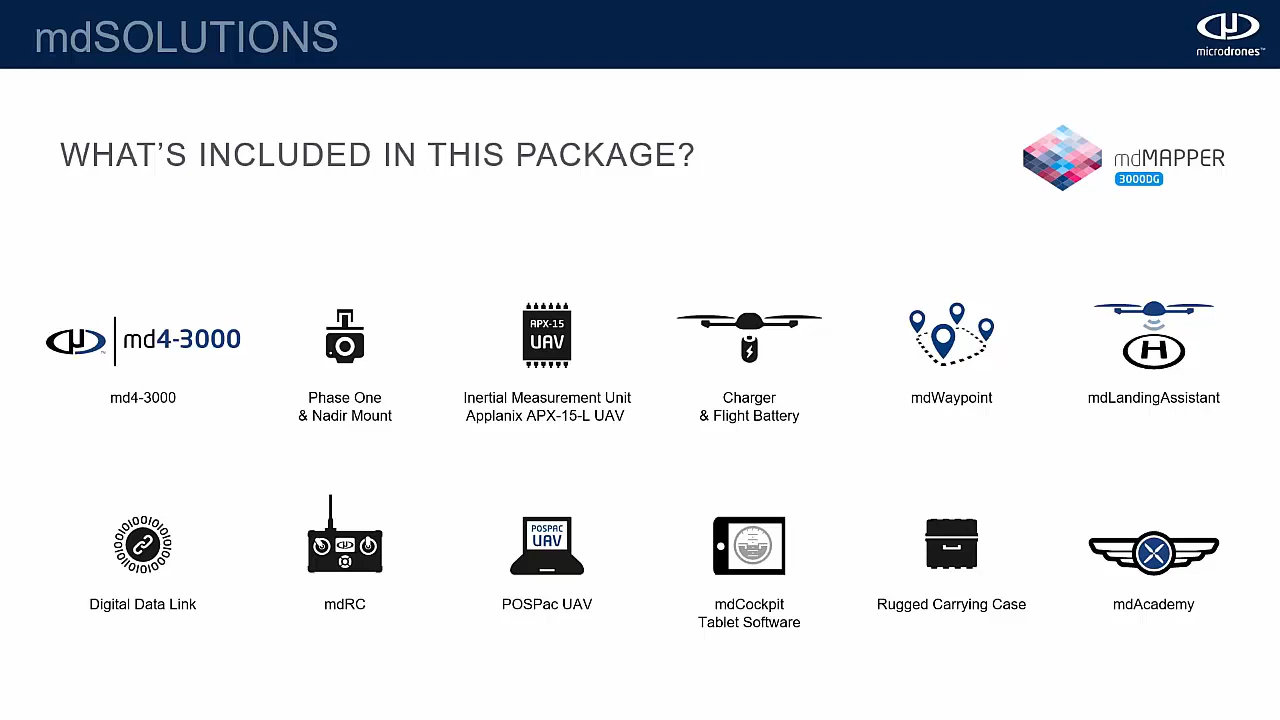 mdSOLUTIONS
microdrones™
WHAT’S INCLUDED IN THIS PACKAGE?
mdMAPPER
3000DG
md4-3000
APX-15
UAV
H
md4-3000
Phase One
& Nadir Mount
Inertial Measurement Unit
Applanix APX-15-L UAV
Charger
& Flight Battery
mdWaypoint
mdLandingAssistant
POSPAC
UAV
Digital Data Link
mdRC
POSPac UAV
mdCockpit
Tablet Software
Rugged Carrying Case
mdAcademy